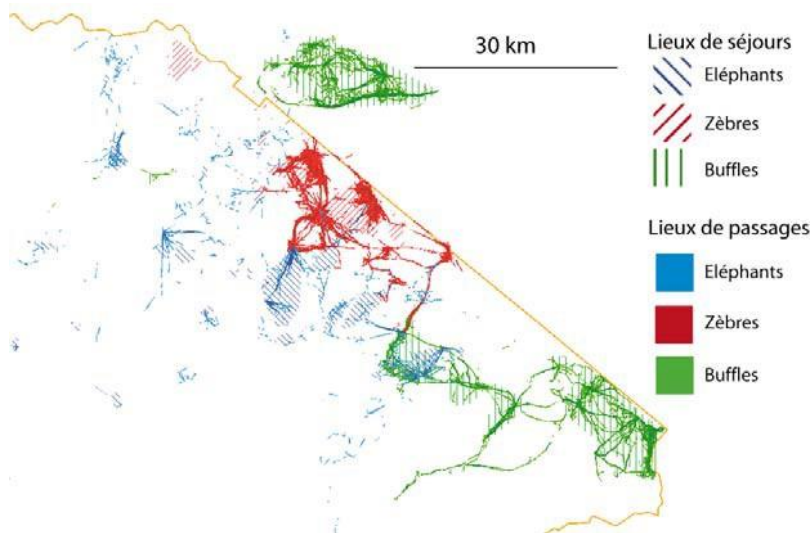 30 km
Lieux de séjours
Eléphants
Zèbres
Buffles
Lieux de passages
Eléphants
Zèbres
Buffles